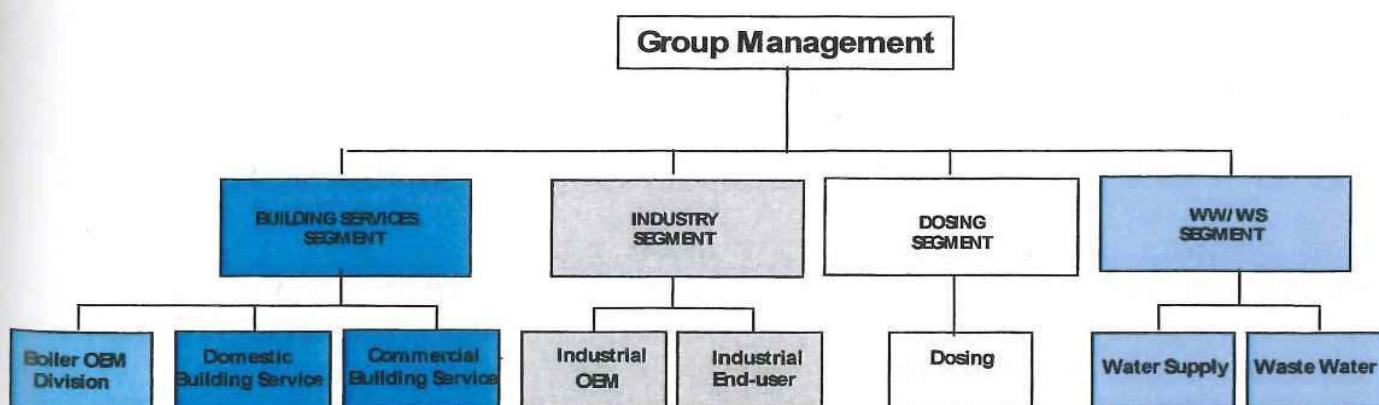 Group Management
BUILDING SERVICES
SEGMENT
INDUSTRY
SEGMENT
DOSING
SEGMENT
WW/WS
SEGMENT
Boiler OEM
Division
Domestic
Building Service
Commercial
Building Service
Industrial
OEM
Industrial
End-user
Dosing
Water Supply
Waste Water